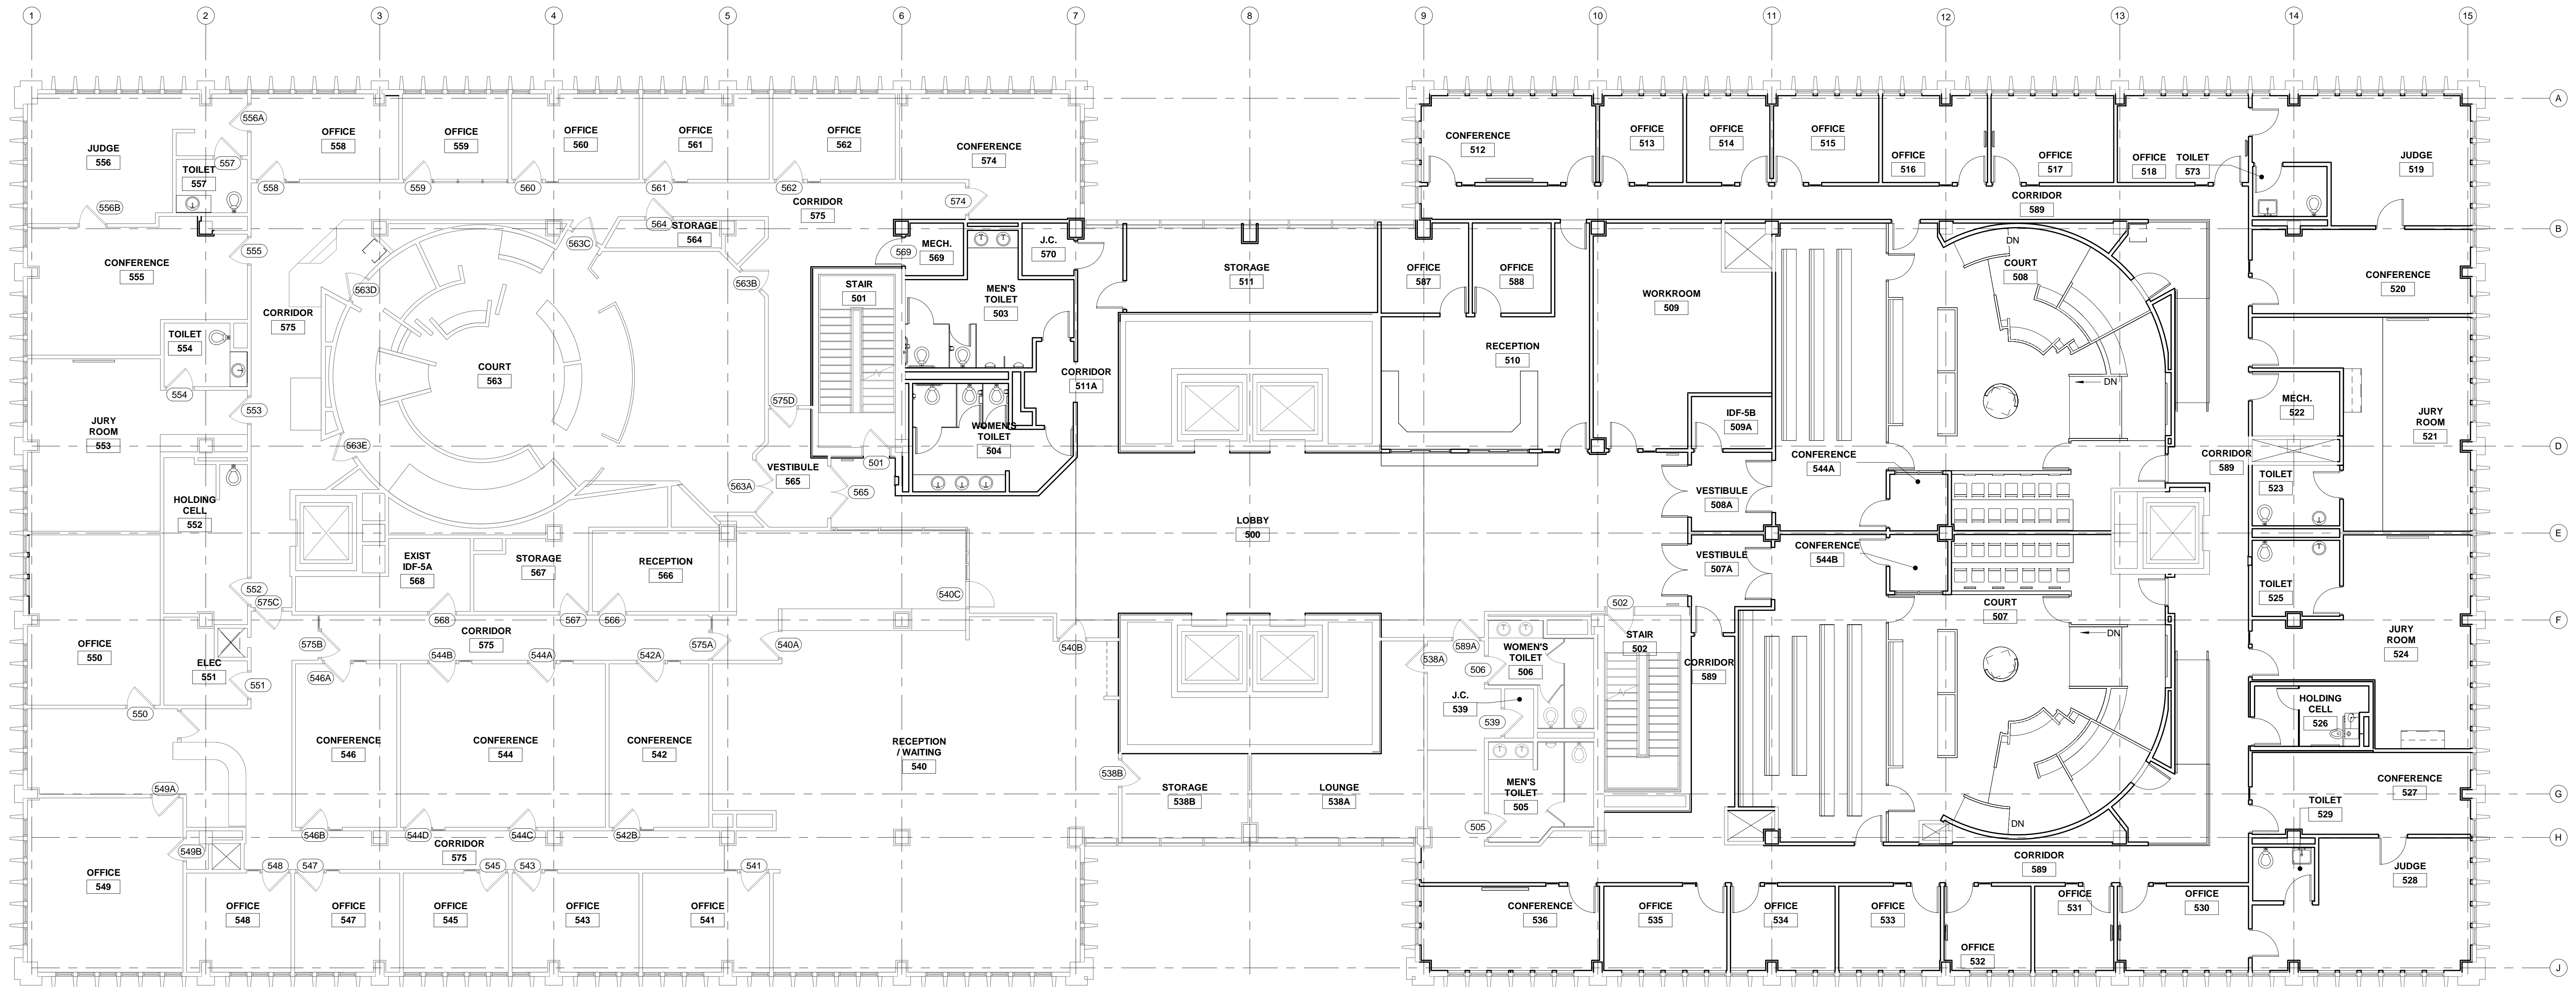 1 2 3 4 5 6 7 8 9 10 11 12 13 14 15
A
556A
OFFICE
558
OFFICE
559
OFFICE
560
OFFICE
561
OFFICE
562
CONFERENCE
574
CONFERENCE
512
OFFICE
513
OFFICE
514
OFFICE
515
OFFICE
516
OFFICE
517
OFFICE
518
TOILET
573
JUDGE
519
JUDGE
556
557
TOILET
557
558
559
560
561
562
574
556B
CORRIDOR
575
CORRIDOR
589
564
STORAGE
564
563C
B
555
CONFERENCE
555
563D
563B
CORRIDOR
575
569
MECH.
569
J.C.
570
STAIR
501
MEN'S
TOILET
503
STORAGE
511
OFFICE
587
OFFICE
588
WORKROOM
509
DN
COURT
508
CONFERENCE
520
TOILET
554
554
COURT
563
CORRIDOR
511A
RECEPTION
510
DN
553
JURY
ROOM
553
563E
575D
501
WOMEN'S
TOILET
504
IDF-5B
509A
MECH.
522
JURY
ROOM
521
D
HOLDING
CELL
552
563A
VESTIBULE
565
565
CONFERENCE
544A
VESTIBULE
508A
CORRIDOR
589
TOILET
523
LOBBY
500
E
EXIST
IDF-5A
568
STORAGE
567
RECEPTION
566
VESTIBULE
507A
CONFERENCE
544B
TOILET
525
552
575C
568
567
566
540C
502
COURT
507
F
OFFICE
550
ELEC
551
551
575B
CORRIDOR
575
575A
540A
540B
538A
589A
546A
544B
544A
542A
506
WOMEN'S
TOILET
506
STAIR
502
CORRIDOR
589
DN
JURY
ROOM
524
J.C.
539
539
550
HOLDING
CELL
526
CONFERENCE
546
CONFERENCE
544
CONFERENCE
542
RECEPTION
/ WAITING
540
538B
STORAGE
538B
LOUNGE
538A
MEN'S
TOILET
505
505
CONFERENCE
527
TOILET
529
549A
G
546B
544D
544C
542B
DN
H
549B
CORRIDOR
575
CORRIDOR
589
548
547
545
543
541
OFFICE
549
OFFICE
548
OFFICE
547
OFFICE
545
OFFICE
543
OFFICE
541
CONFERENCE
536
OFFICE
535
OFFICE
534
OFFICE
533
OFFICE
532
OFFICE
531
OFFICE
530
JUDGE
528
J